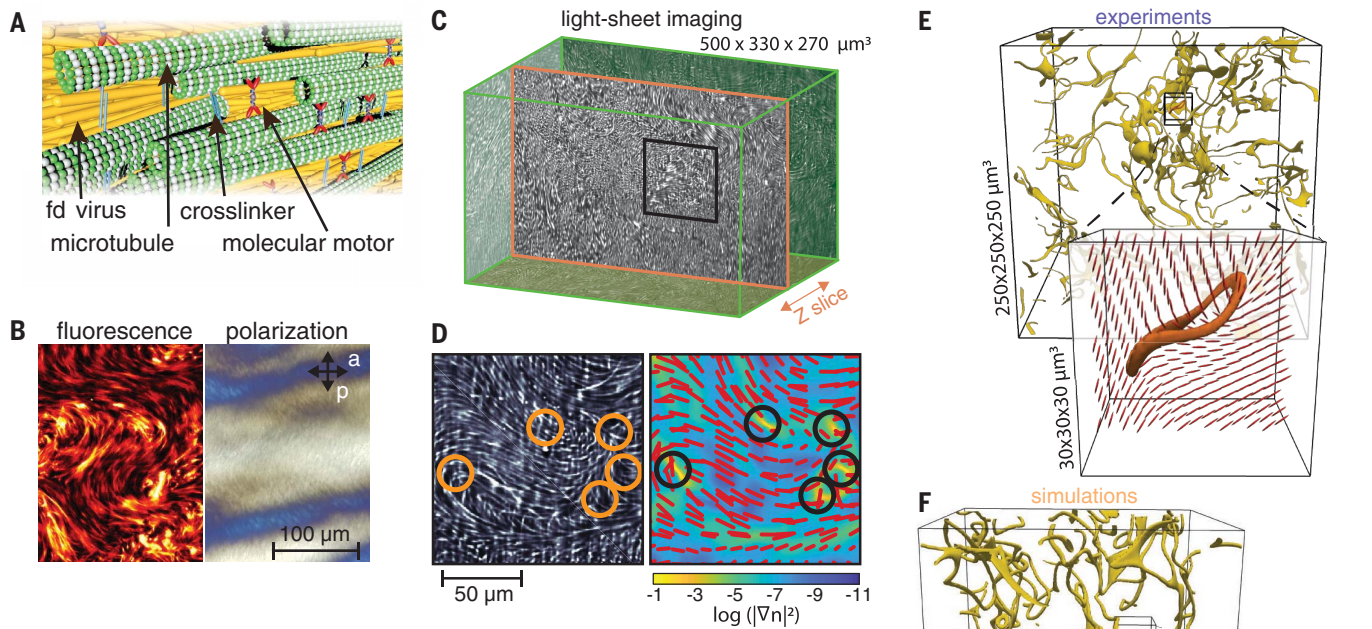 A
fd virus
crosslinker
microtubule
molecular motor
B
fluorescence
polarization
a
p
100 µm
C
light-sheet imaging
500 x 330 x 270 µm³
Z slice
D
50 µm
-1 -3 -5 -7 -9 -11
log (|∇n|²)
E
experiments
250x250x250 µm³
30x30x30 µm³
F
simulations